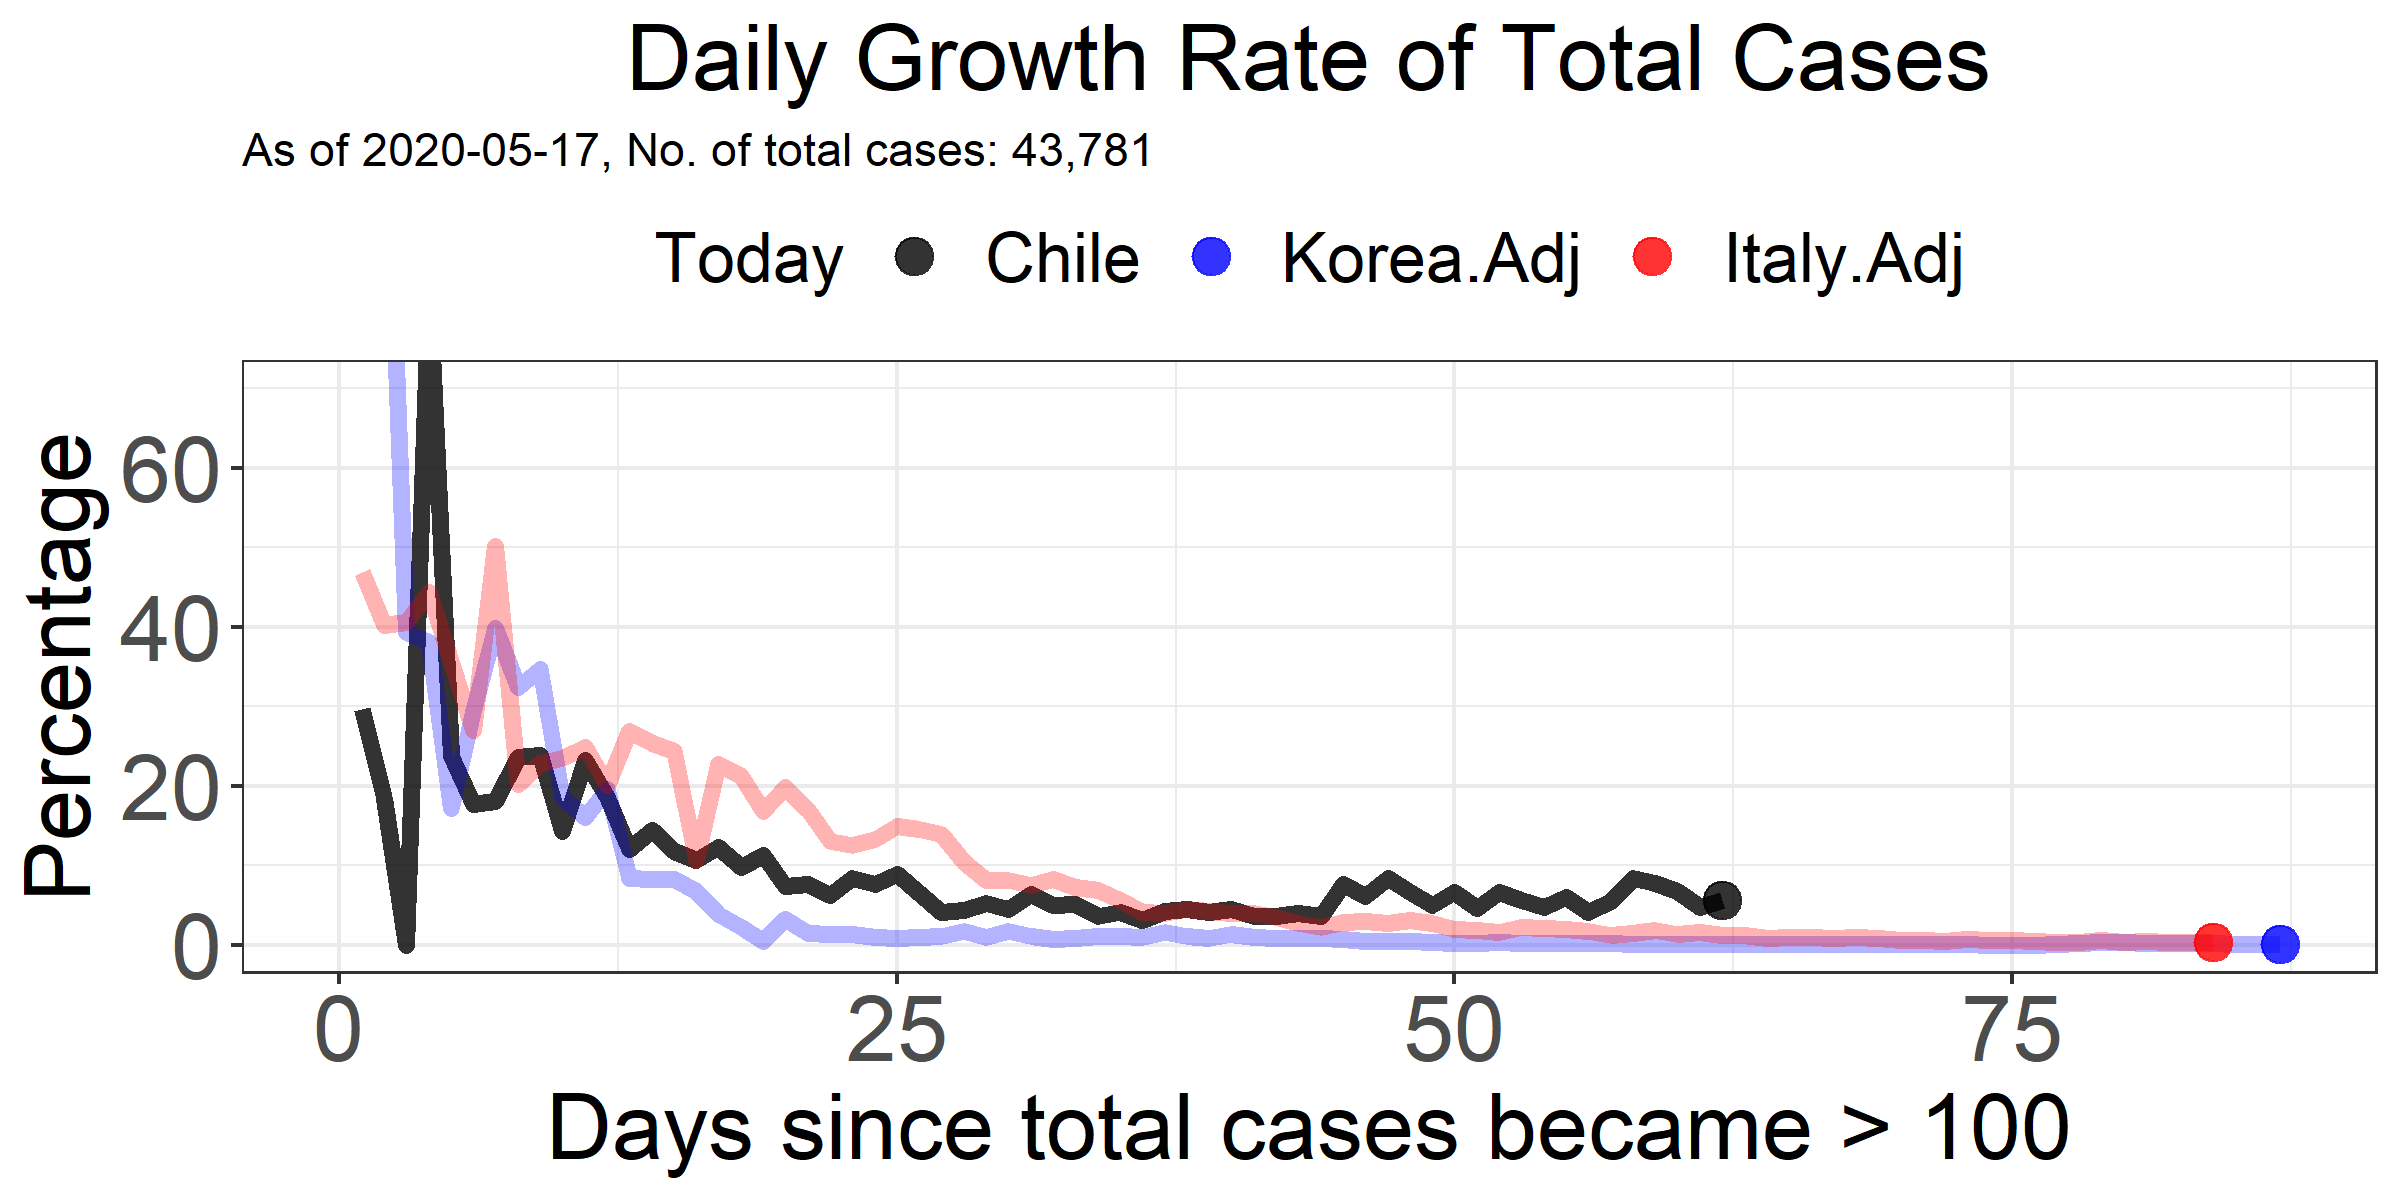 Daily Growth Rate of Total Cases
As of 2020-05-17, No. of total cases: 43,781
Today Chile Korea.Adj Italy.Adj
Percentage
60
40
20
0
0 25 50 75
Days since total cases became > 100